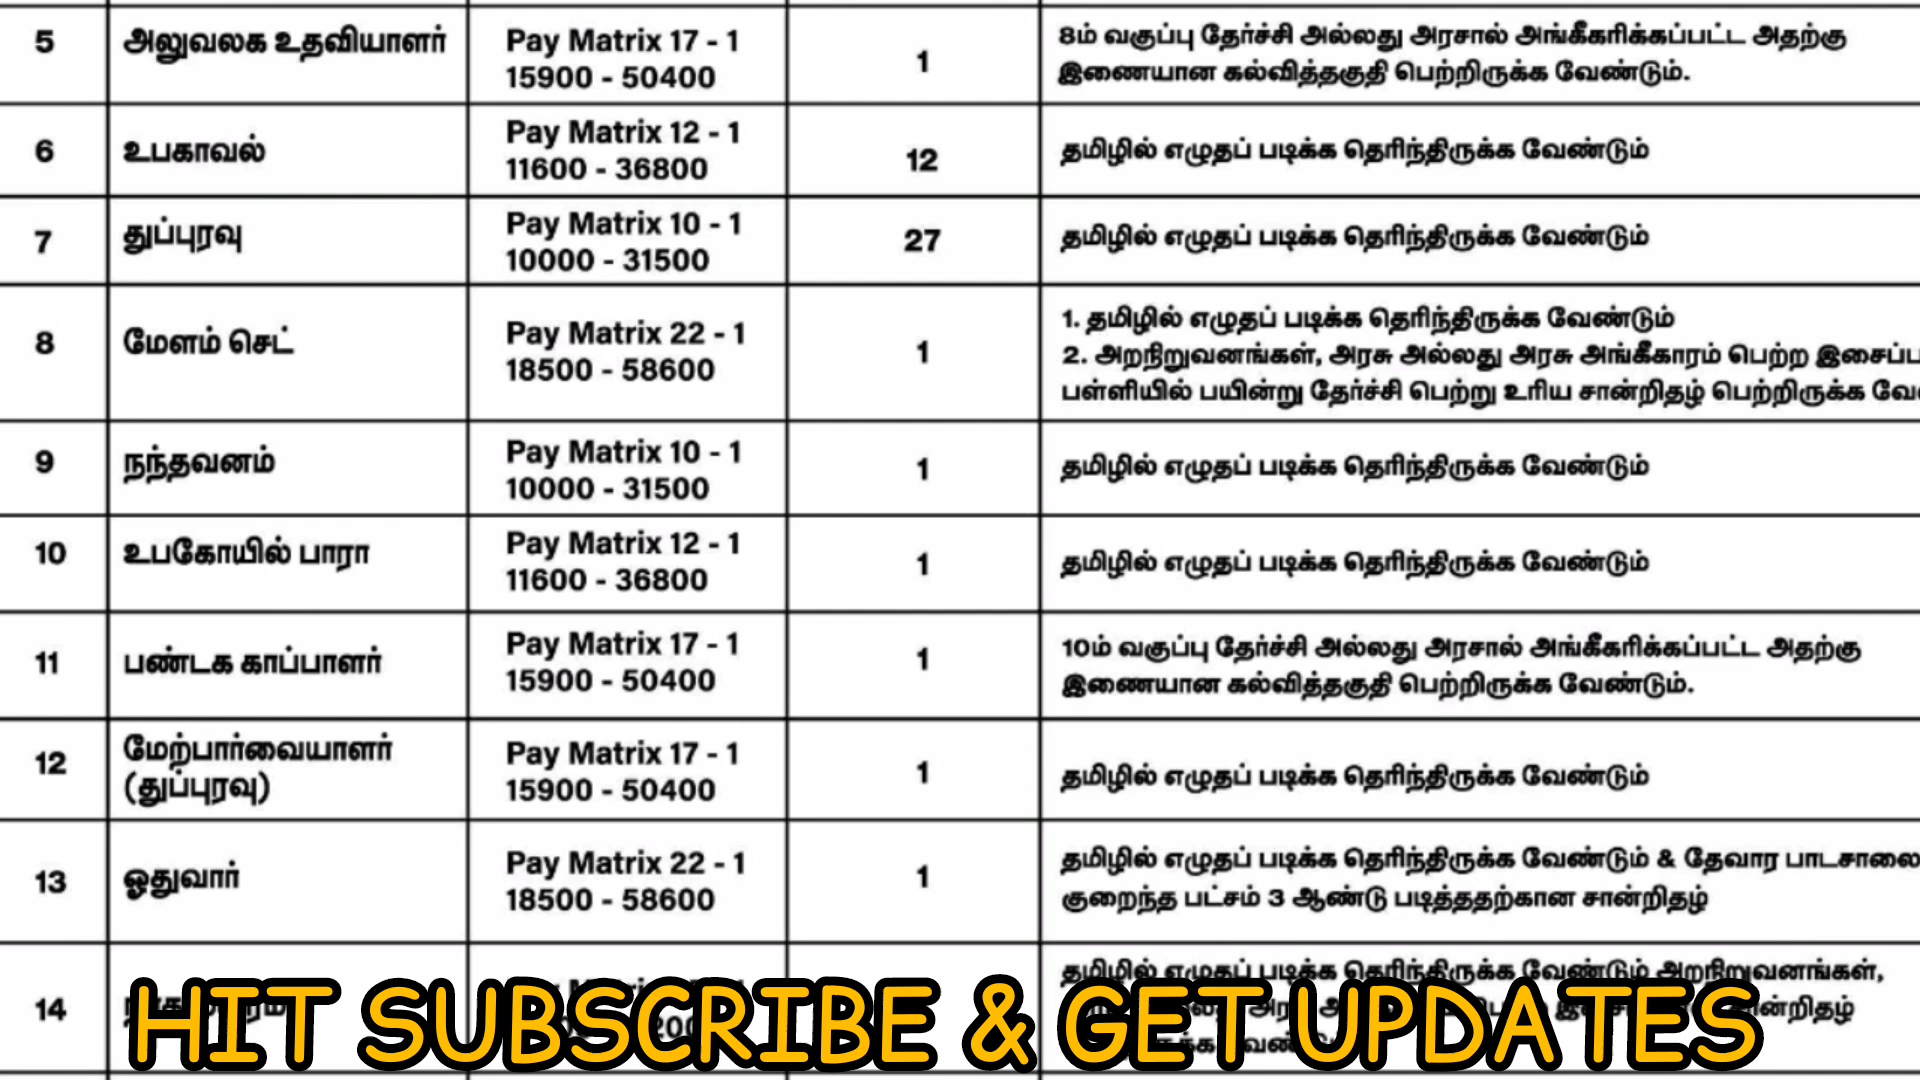 5 அலுவலக உதவியாளர் Pay Matrix 17 - 1 1 8ம் வகுப்பு தேர்ச்சி அல்லது அரசால் அங்கீகரிக்கப்பட்ட அதற்கு
15900 - 50400 இணையான கல்வித்தகுதி பெற்றிருக்க வேண்டும்.
6 உபகாவல் Pay Matrix 12 - 1 12 தமிழில் எழுதப் படிக்க தெரிந்திருக்க வேண்டும்
11600 - 36800
7 துப்புரவு Pay Matrix 10 - 1 27 தமிழில் எழுதப் படிக்க தெரிந்திருக்க வேண்டும்
10000 - 31500
8 மேளம் செட் Pay Matrix 22 - 1 1 1. தமிழில் எழுதப் படிக்க தெரிந்திருக்க வேண்டும்
18500 - 58600 2. அறநிறுவனங்கள், அரசு அல்லது அரசு அங்கீகாரம் பெற்ற
பள்ளியில் பயின்று தேர்ச்சி பெற்று உரிய சான்றிதழ் பெற்றிருக்க
9 நந்தவனம் Pay Matrix 10 - 1 1 தமிழில் எழுதப் படிக்க தெரிந்திருக்க வேண்டும்
10000 - 31500
10 உபகோயில் பாரா Pay Matrix 12 - 1 1 தமிழில் எழுதப் படிக்க தெரிந்திருக்க வேண்டும்
11600 - 36800
11 பண்டக காப்பாளர் Pay Matrix 17 - 1 1 10ம் வகுப்பு தேர்ச்சி அல்லது அரசால் அங்கீகரிக்கப்பட்ட அதற்கு
15900 - 50400 இணையான கல்வித்தகுதி பெற்றிருக்க வேண்டும்.
12 மேற்பார்வையாளர் Pay Matrix 17 - 1 1 தமிழில் எழுதப் படிக்க தெரிந்திருக்க வேண்டும்
(துப்புரவு) 15900 - 50400
13 ஓதுவார் Pay Matrix 22 - 1 1 தமிழில் எழுதப் படிக்க தெரிந்திருக்க வேண்டும் & தேவார பாடசாலை
18500 - 58600 குறைந்த பட்சம் 3 ஆண்டு படித்ததற்கான சான்றிதழ்
14 தமிழில் எழுதப் படிக்க தெரிந்திருக்க வேண்டும் அறநிறுவனங்கள்,
HIT SUBSCRIBE & GET UPDATES